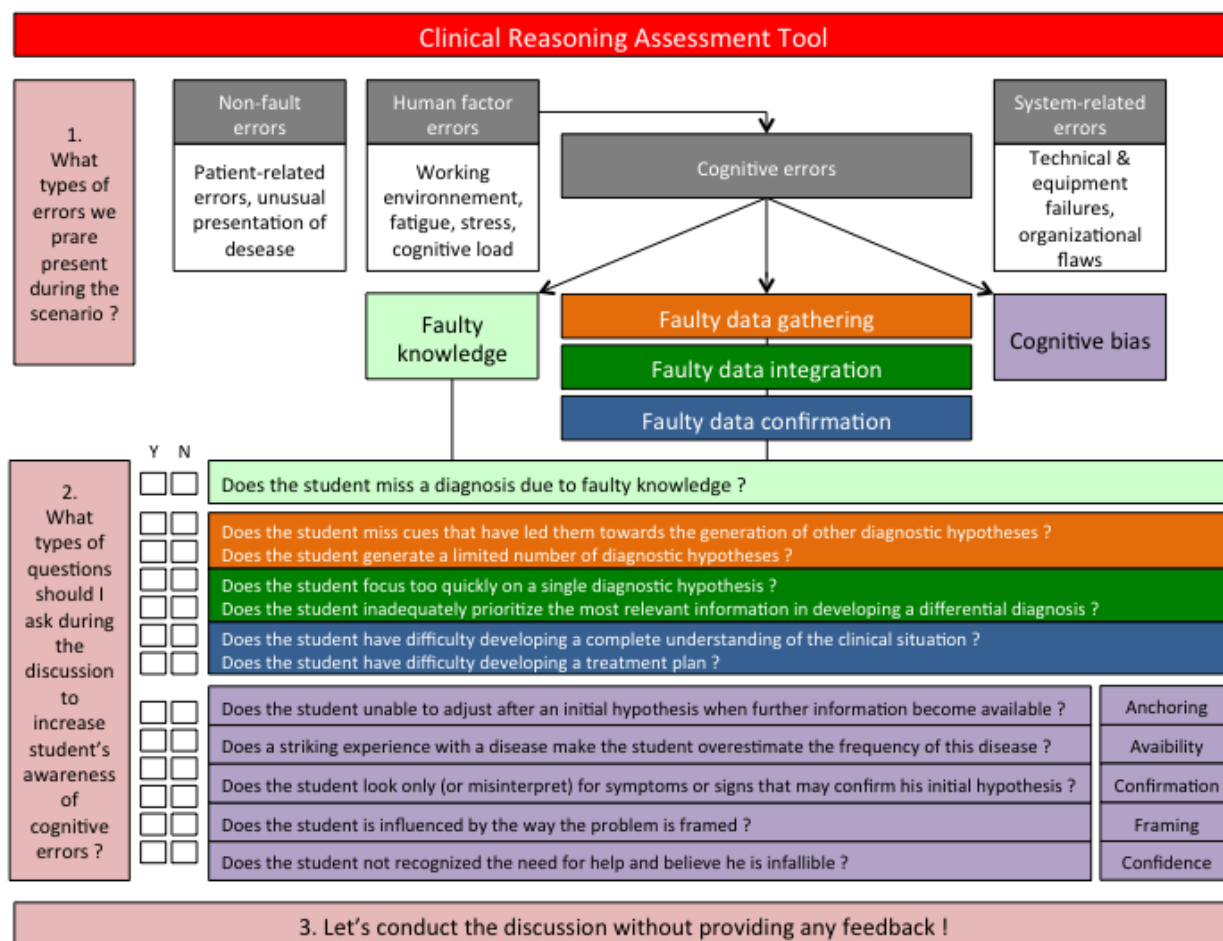 Clinical Reasoning Assessment Tool
1.
What
types of
errors we
prare
present
during the
scenario ?
Non-fault
errors
Patient-related
errors, unusual
presentation of
desease
Human factor
errors
Working
environnement,
fatigue, stress,
cognitive load
Cognitive errors
System-related
errors
Technical &
equipment
failures,
organizational
flaws
Faulty
knowledge
Faulty data gathering
Faulty data integration
Faulty data confirmation
Cognitive bias
2.
What
types of
questions
should I
ask during
the
discussion
to
increase
student's
awareness
of
cognitive
errors ?
Y N
Does the student miss a diagnosis due to faulty knowledge ?
Does the student miss cues that have led them towards the generation of other diagnostic hypotheses ?
Does the student generate a limited number of diagnostic hypotheses ?
Does the student focus too quickly on a single diagnostic hypothesis ?
Does the student inadequately prioritize the most relevant information in developing a differential diagnosis ?
Does the student have difficulty developing a complete understanding of the clinical situation ?
Does the student have difficulty developing a treatment plan ?
Does the student unable to adjust after an initial hypothesis when further information become available ? Anchoring
Does a striking experience with a disease make the student overestimate the frequency of this disease ? Avaibility
Does the student look only (or misinterpret) for symptoms or signs that may confirm his initial hypothesis ? Confirmation
Does the student is influenced by the way the problem is framed ? Framing
Does the student not recognized the need for help and believe he is infallible ? Confidence
3. Let's conduct the discussion without providing any feedback !